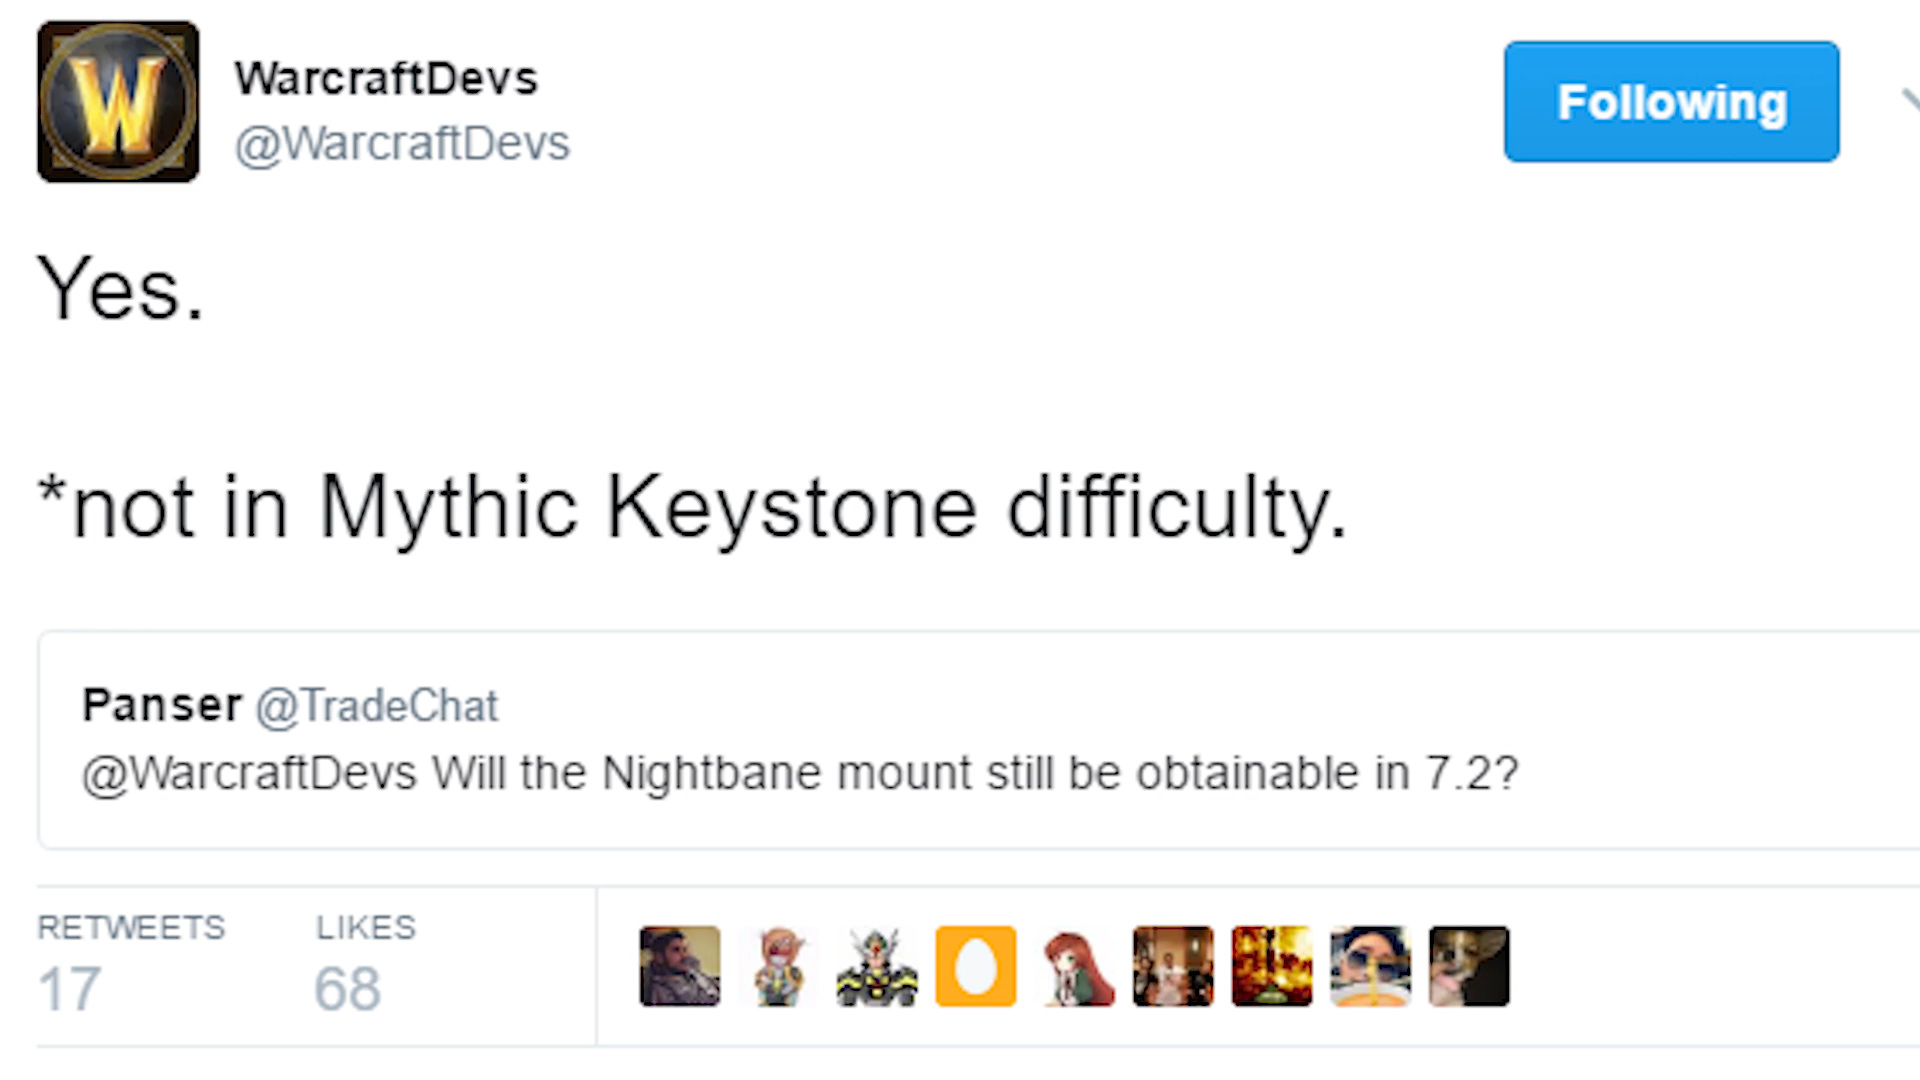 W
WarcraftDevs
@WarcraftDevs
Following
Yes.
*not in Mythic Keystone difficulty.
Panser @TradeChat
@WarcraftDevs Will the Nightbane mount still be obtainable in 7.2?
RETWEETS LIKES
17 68